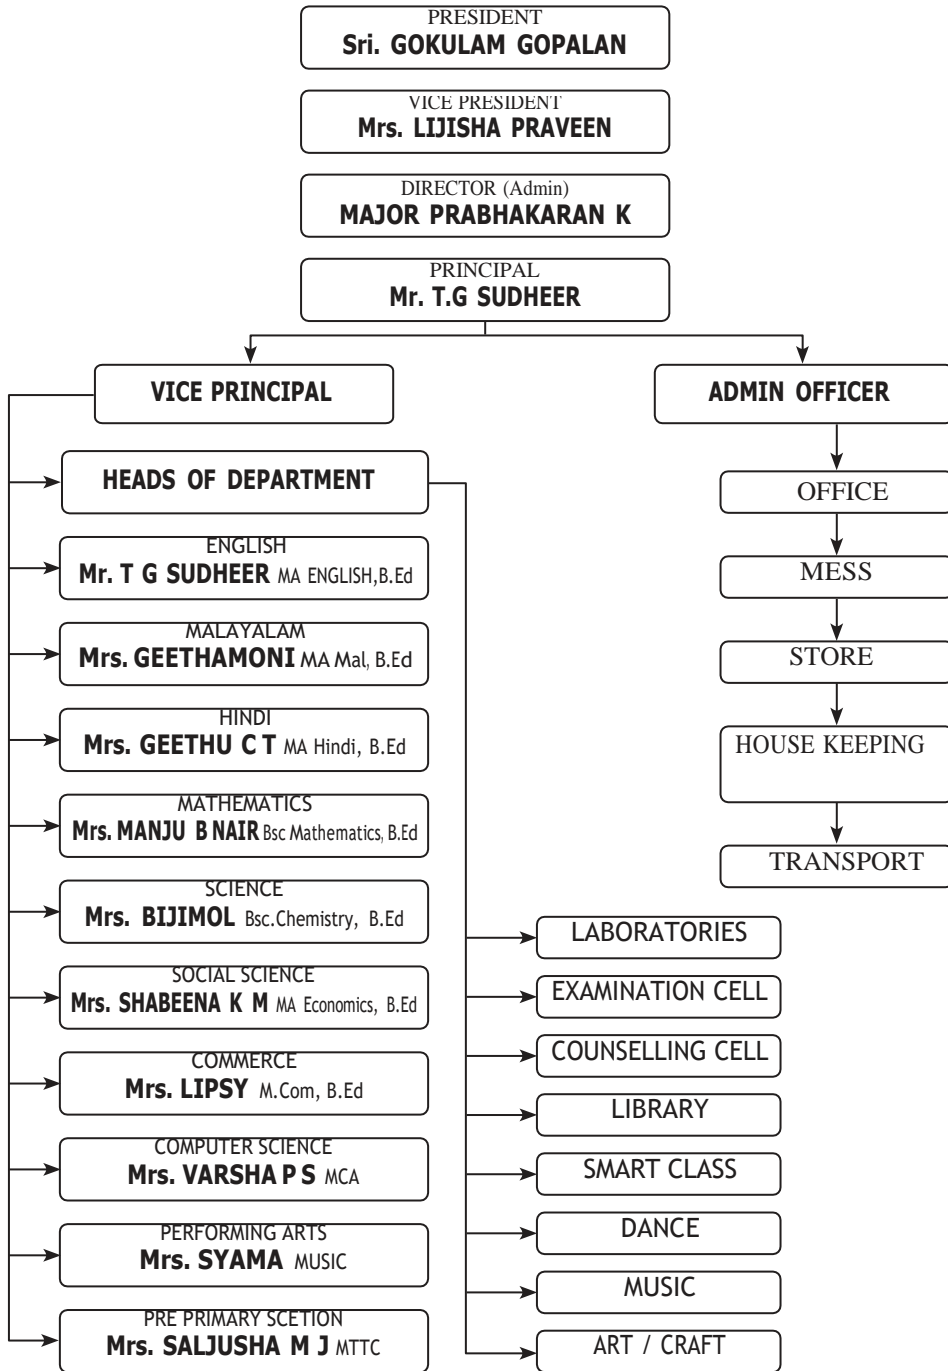 PRESIDENT
Sri. GOKULAM GOPALAN
VICE PRESIDENT
Mrs. LIJISHA PRAVEEN
DIRECTOR (Admin)
MAJOR PRABHAKARAN K
PRINCIPAL
Mr. T.G SUDHEER
VICE PRINCIPAL
HEADS OF DEPARTMENT
ENGLISH
Mr. T G SUDHEER MA ENGLISH,B.Ed
MALAYALAM
Mrs. GEETHAMONI MA Mal, B.Ed
HINDI
Mrs. GEETHU C T MA Hindi, B.Ed
MATHEMATICS
Mrs. MANJU B NAIR Bsc Mathematics, B.Ed
SCIENCE
Mrs. BIJIMOL Bsc.Chemistry, B.Ed
SOCIAL SCIENCE
Mrs. SHABEENA K M MA Economics, B.Ed
COMMERCE
Mrs. LIPSY M.Com, B.Ed
COMPUTER SCIENCE
Mrs. VARSHA P S MCA
PERFORMING ARTS
Mrs. SYAMA MUSIC
PRE PRIMARY SCETION
Mrs. SALJUSHA M J MTTC
LABORATORIES
EXAMINATION CELL
COUNSELLING CELL
LIBRARY
SMART CLASS
DANCE
MUSIC
ART / CRAFT
ADMIN OFFICER
OFFICE
MESS
STORE
HOUSE KEEPING
TRANSPORT